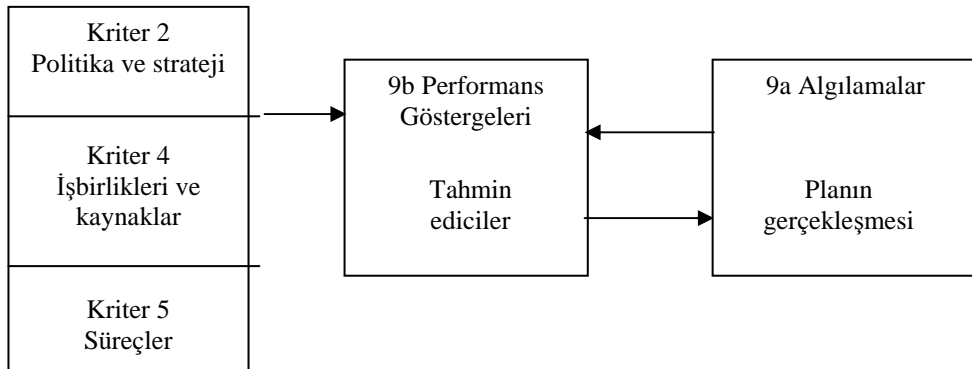 Kriter 2
Politika ve strateji
Kriter 4
İşbirlikleri ve
kaynaklar
Kriter 5
Süreçler
9b Performans
Göstergeleri
Tahmin
ediciler
9a Algılamalar
Planın
gerçekleşmesi